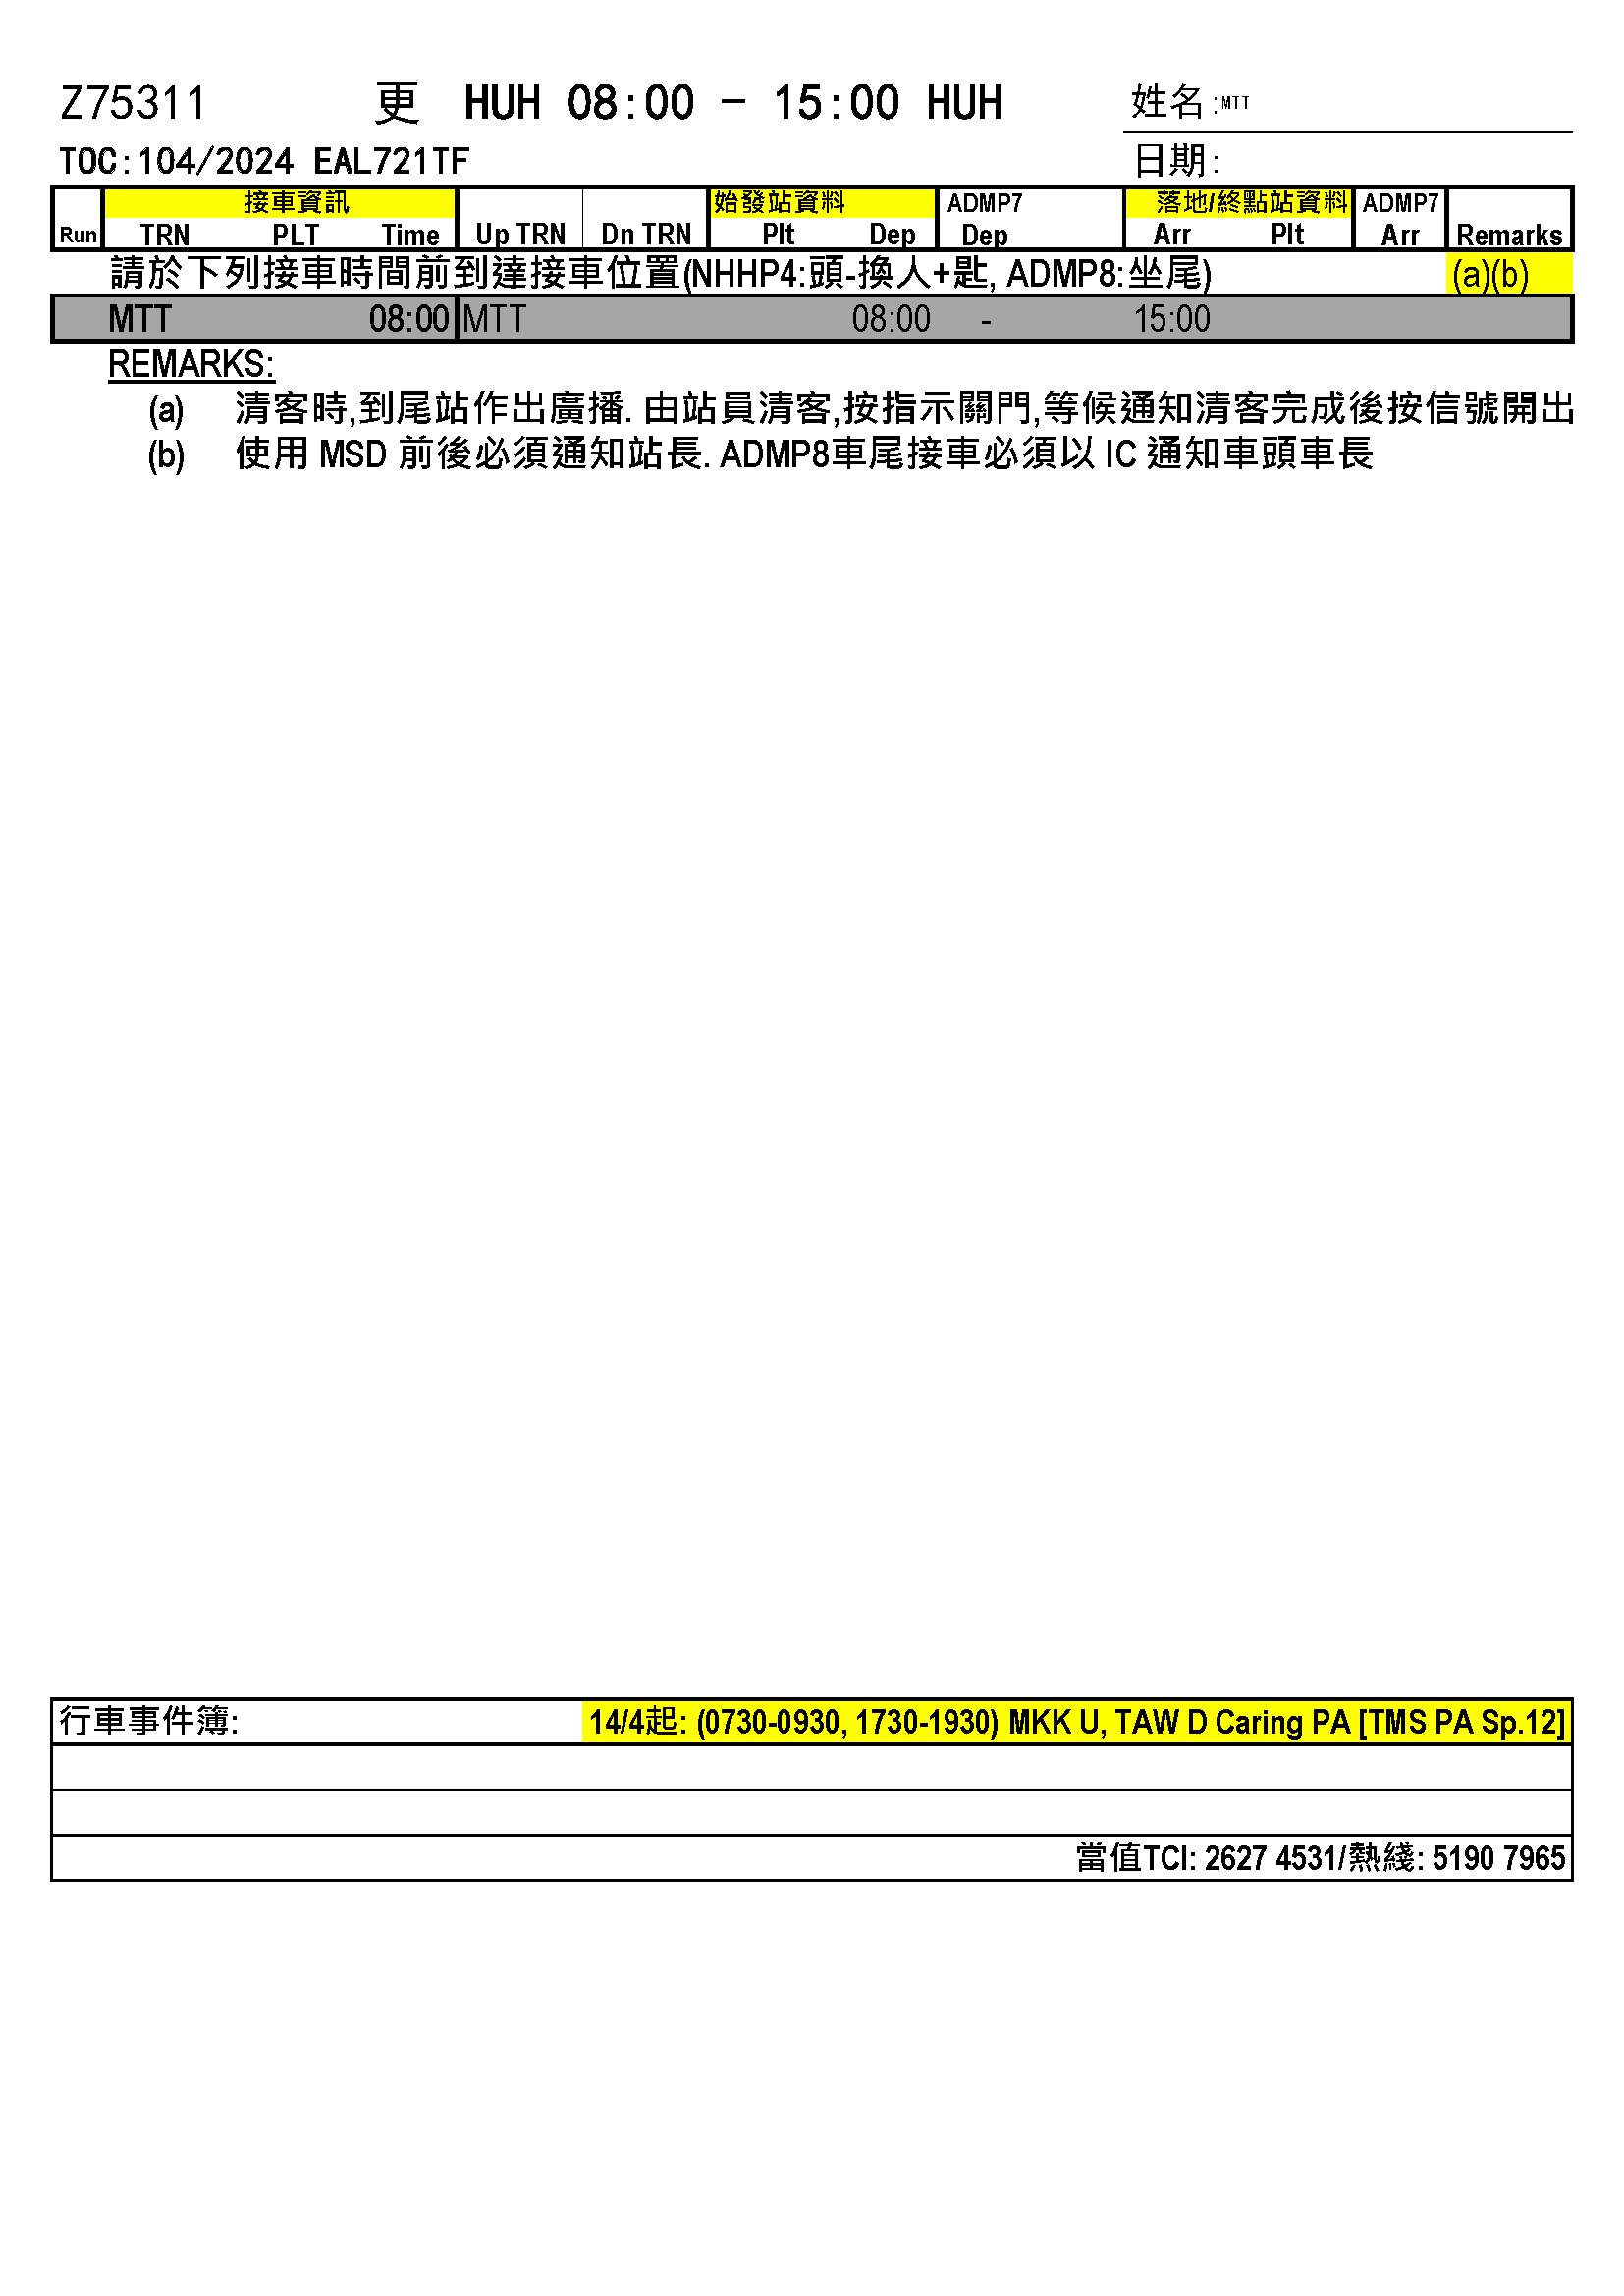 Z75311 更 HUH 08:00 - 15:00 HUH 姓名:MTT
TOC:104/2024 EAL721TF 日期:
接車資訊 始發站資料 ADMP7 落地/終點站資料 ADMP7
Run TRN PLT Time Up TRN Dn TRN Plt Dep Dep Arr Plt Arr Remarks
請於下列接車時間前到達接車位置(NHHP4:頭-換人+匙, ADMP8:坐尾) (a)(b)
MTT 08:00 MTT 08:00 - 15:00
REMARKS:
(a) 清客時,到尾站作出廣播. 由站員清客,按指示關門,等候通知清客完成後按信號開出
(b) 使用 MSD 前後必須通知站長. ADMP8車尾接車必須以 IC 通知車頭車長
行車事件簿: 14/4起: (0730-0930, 1730-1930) MKK U, TAW D Caring PA [TMS PA Sp.12]
當值TCI: 2627 4531/熱綫: 5190 7965